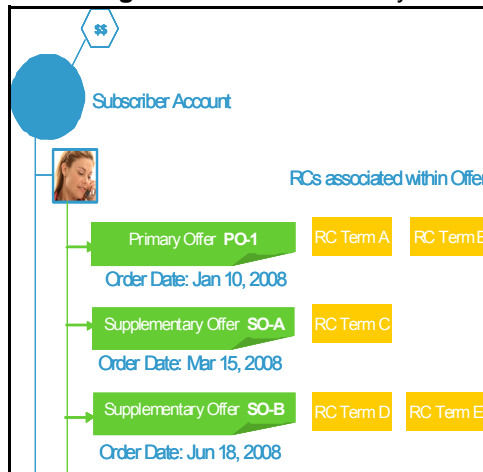 $$
Subscriber Account
RCs associated within Offer
Primary Offer PO-1
RC Term A
RC Term B
Order Date: Jan 10, 2008
Supplementary Offer SO-A
RC Term C
Order Date: Mar 15, 2008
Supplementary Offer SO-B
RC Term D
RC Term E
Order Date: Jun 18, 2008